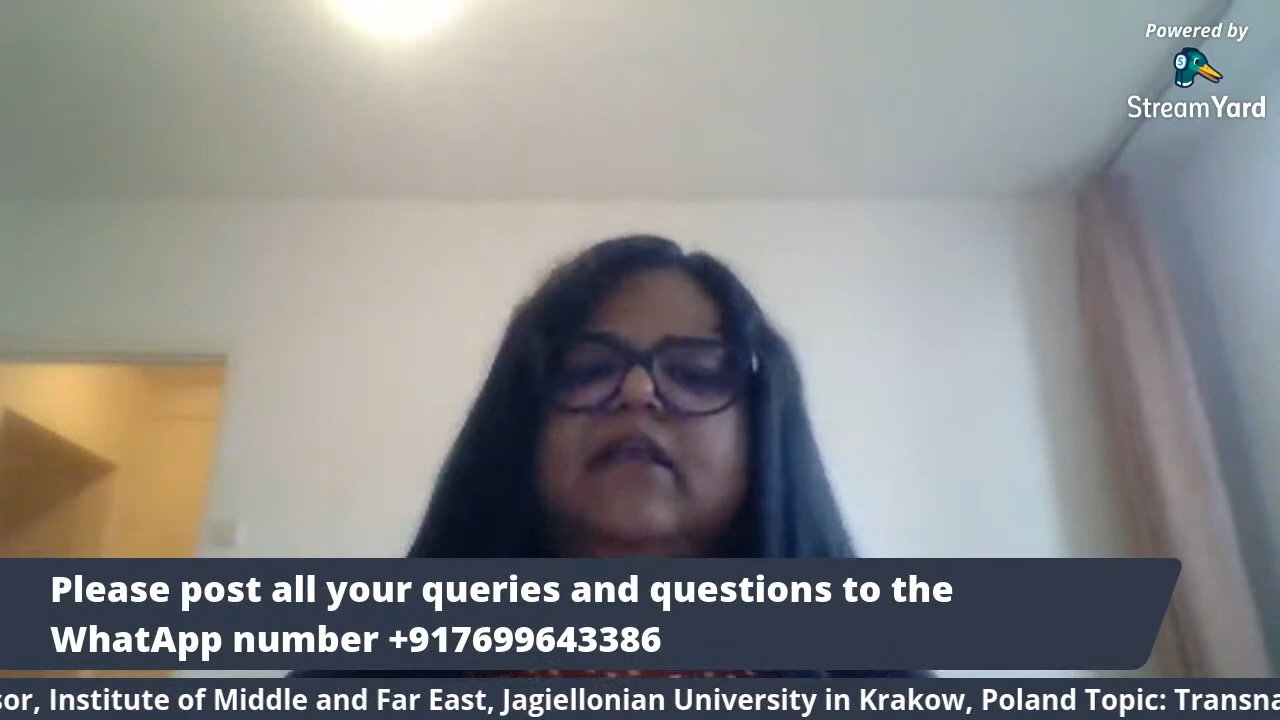 Powered by
StreamYard
Please post all your queries and questions to the
WhatApp number +917699643386
sor, Institute of Middle and Far East, Jagiellonian University in Krakow, Poland Topic: Transna